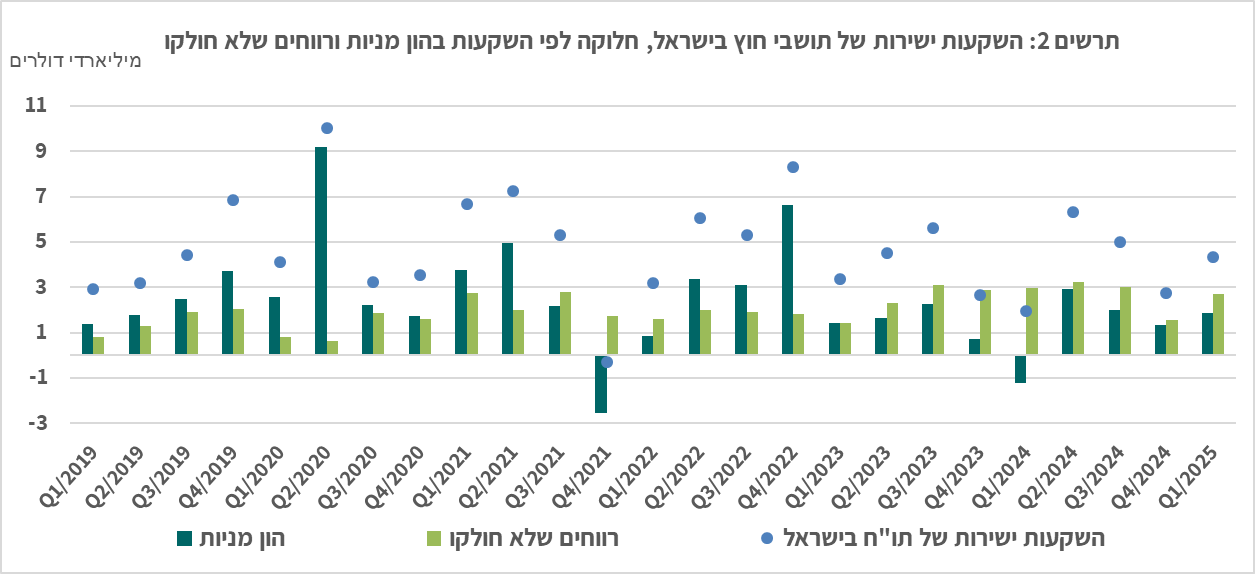 תרשים 2: השקעות ישירות של תושבי חוץ בישראל, חלוקה לפי השקעות בהון מניות ורווחים שלא חולקו
מיליארדי דולרים
11
9
7
5
3
1
-1
-3
Q1/2019
Q2/2019
Q3/2019
Q4/2019
Q1/2020
Q2/2020
Q3/2020
Q4/2020
Q1/2021
Q2/2021
Q3/2021
Q4/2021
Q1/2022
Q2/2022
Q3/2022
Q4/2022
Q1/2023
Q2/2023
Q3/2023
Q4/2023
Q1/2024
Q2/2024
Q3/2024
Q4/2024
Q1/2025
הון מניות
רווחים שלא חולקו
השקעות ישירות של תו"ח בישראל